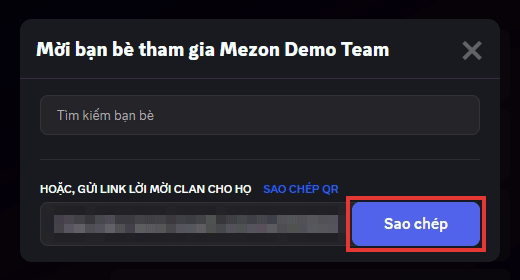 Mời bạn bè tham gia Mezon Demo Team
Tìm kiếm bạn bè
HOẶC, GỬI LINK LỜI MỜI CLAN CHO HỌ SAO CHÉP QR
Sao chép